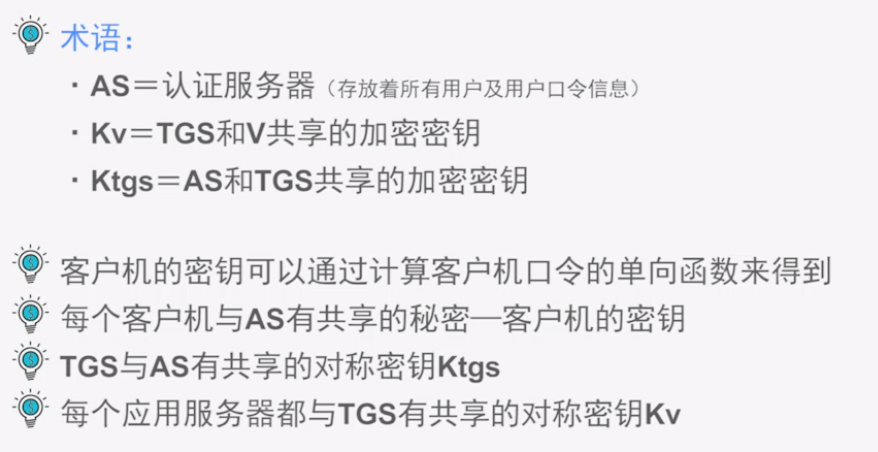 术语：
· AS＝认证服务器（存放着所有用户及用户口令信息）
· Kv＝TGS和V共享的加密密钥
· Ktgs＝AS和TGS共享的加密密钥
客户机的密钥可以通过计算客户机口令的单向函数来得到
每个客户机与AS有共享的秘密—客户机的密钥
TGS与AS有共享的对称密钥Ktgs
每个应用服务器都与TGS有共享的对称密钥Kv